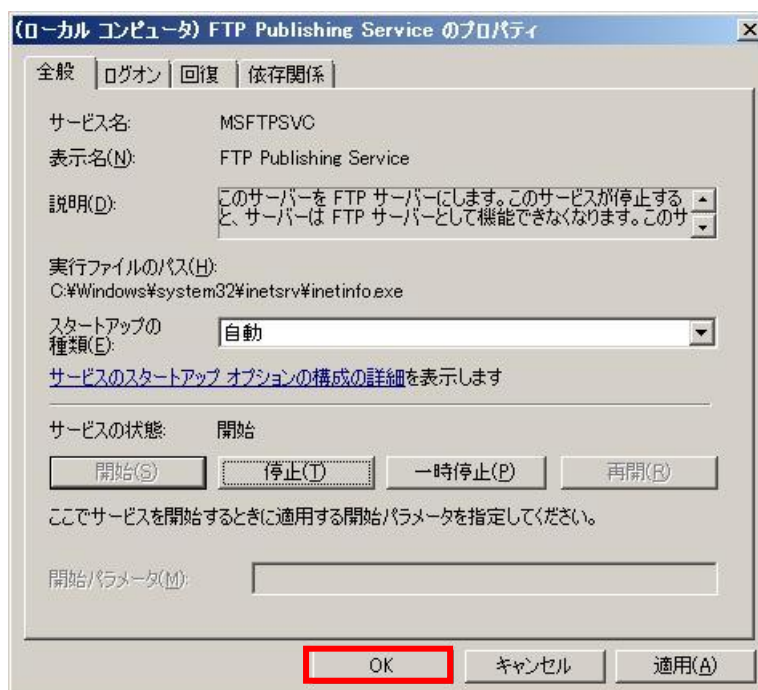 (ローカル コンピュータ) FTP Publishing Service のプロパティ
全般 ログオン 回復 依存関係
サービス名: MSFTPSVC
表示名(N): FTP Publishing Service
説明(D): このサーバーを FTP サーバーにします。このサービスが停止する
と、サーバーは FTP サーバーとして機能できなくなります。このサ
実行ファイルのパス(H):
C:¥Windows¥system32¥inetsrv¥inetinfo.exe
スタートアップの
種類(E): 自動
サービスのスタートアップ オプションの構成の詳細を表示します
サービスの状態: 開始
開始(S) 停止(T) 一時停止(P) 再開(R)
ここでサービスを開始するときに適用する開始パラメータを指定してください。
開始パラメータ(M):
OK キャンセル 適用(A)